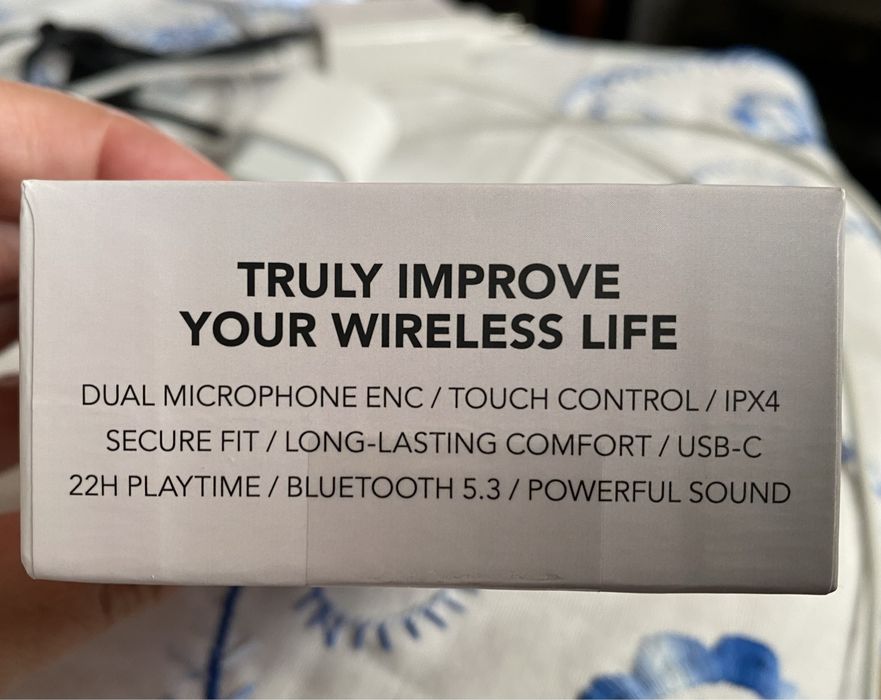 TRULY IMPROVE
YOUR WIRELESS LIFE
DUAL MICROPHONE ENC / TOUCH CONTROL / IPX4
SECURE FIT / LONG-LASTING COMFORT / USB-C
22H PLAYTIME / BLUETOOTH 5.3 / POWERFUL SOUND